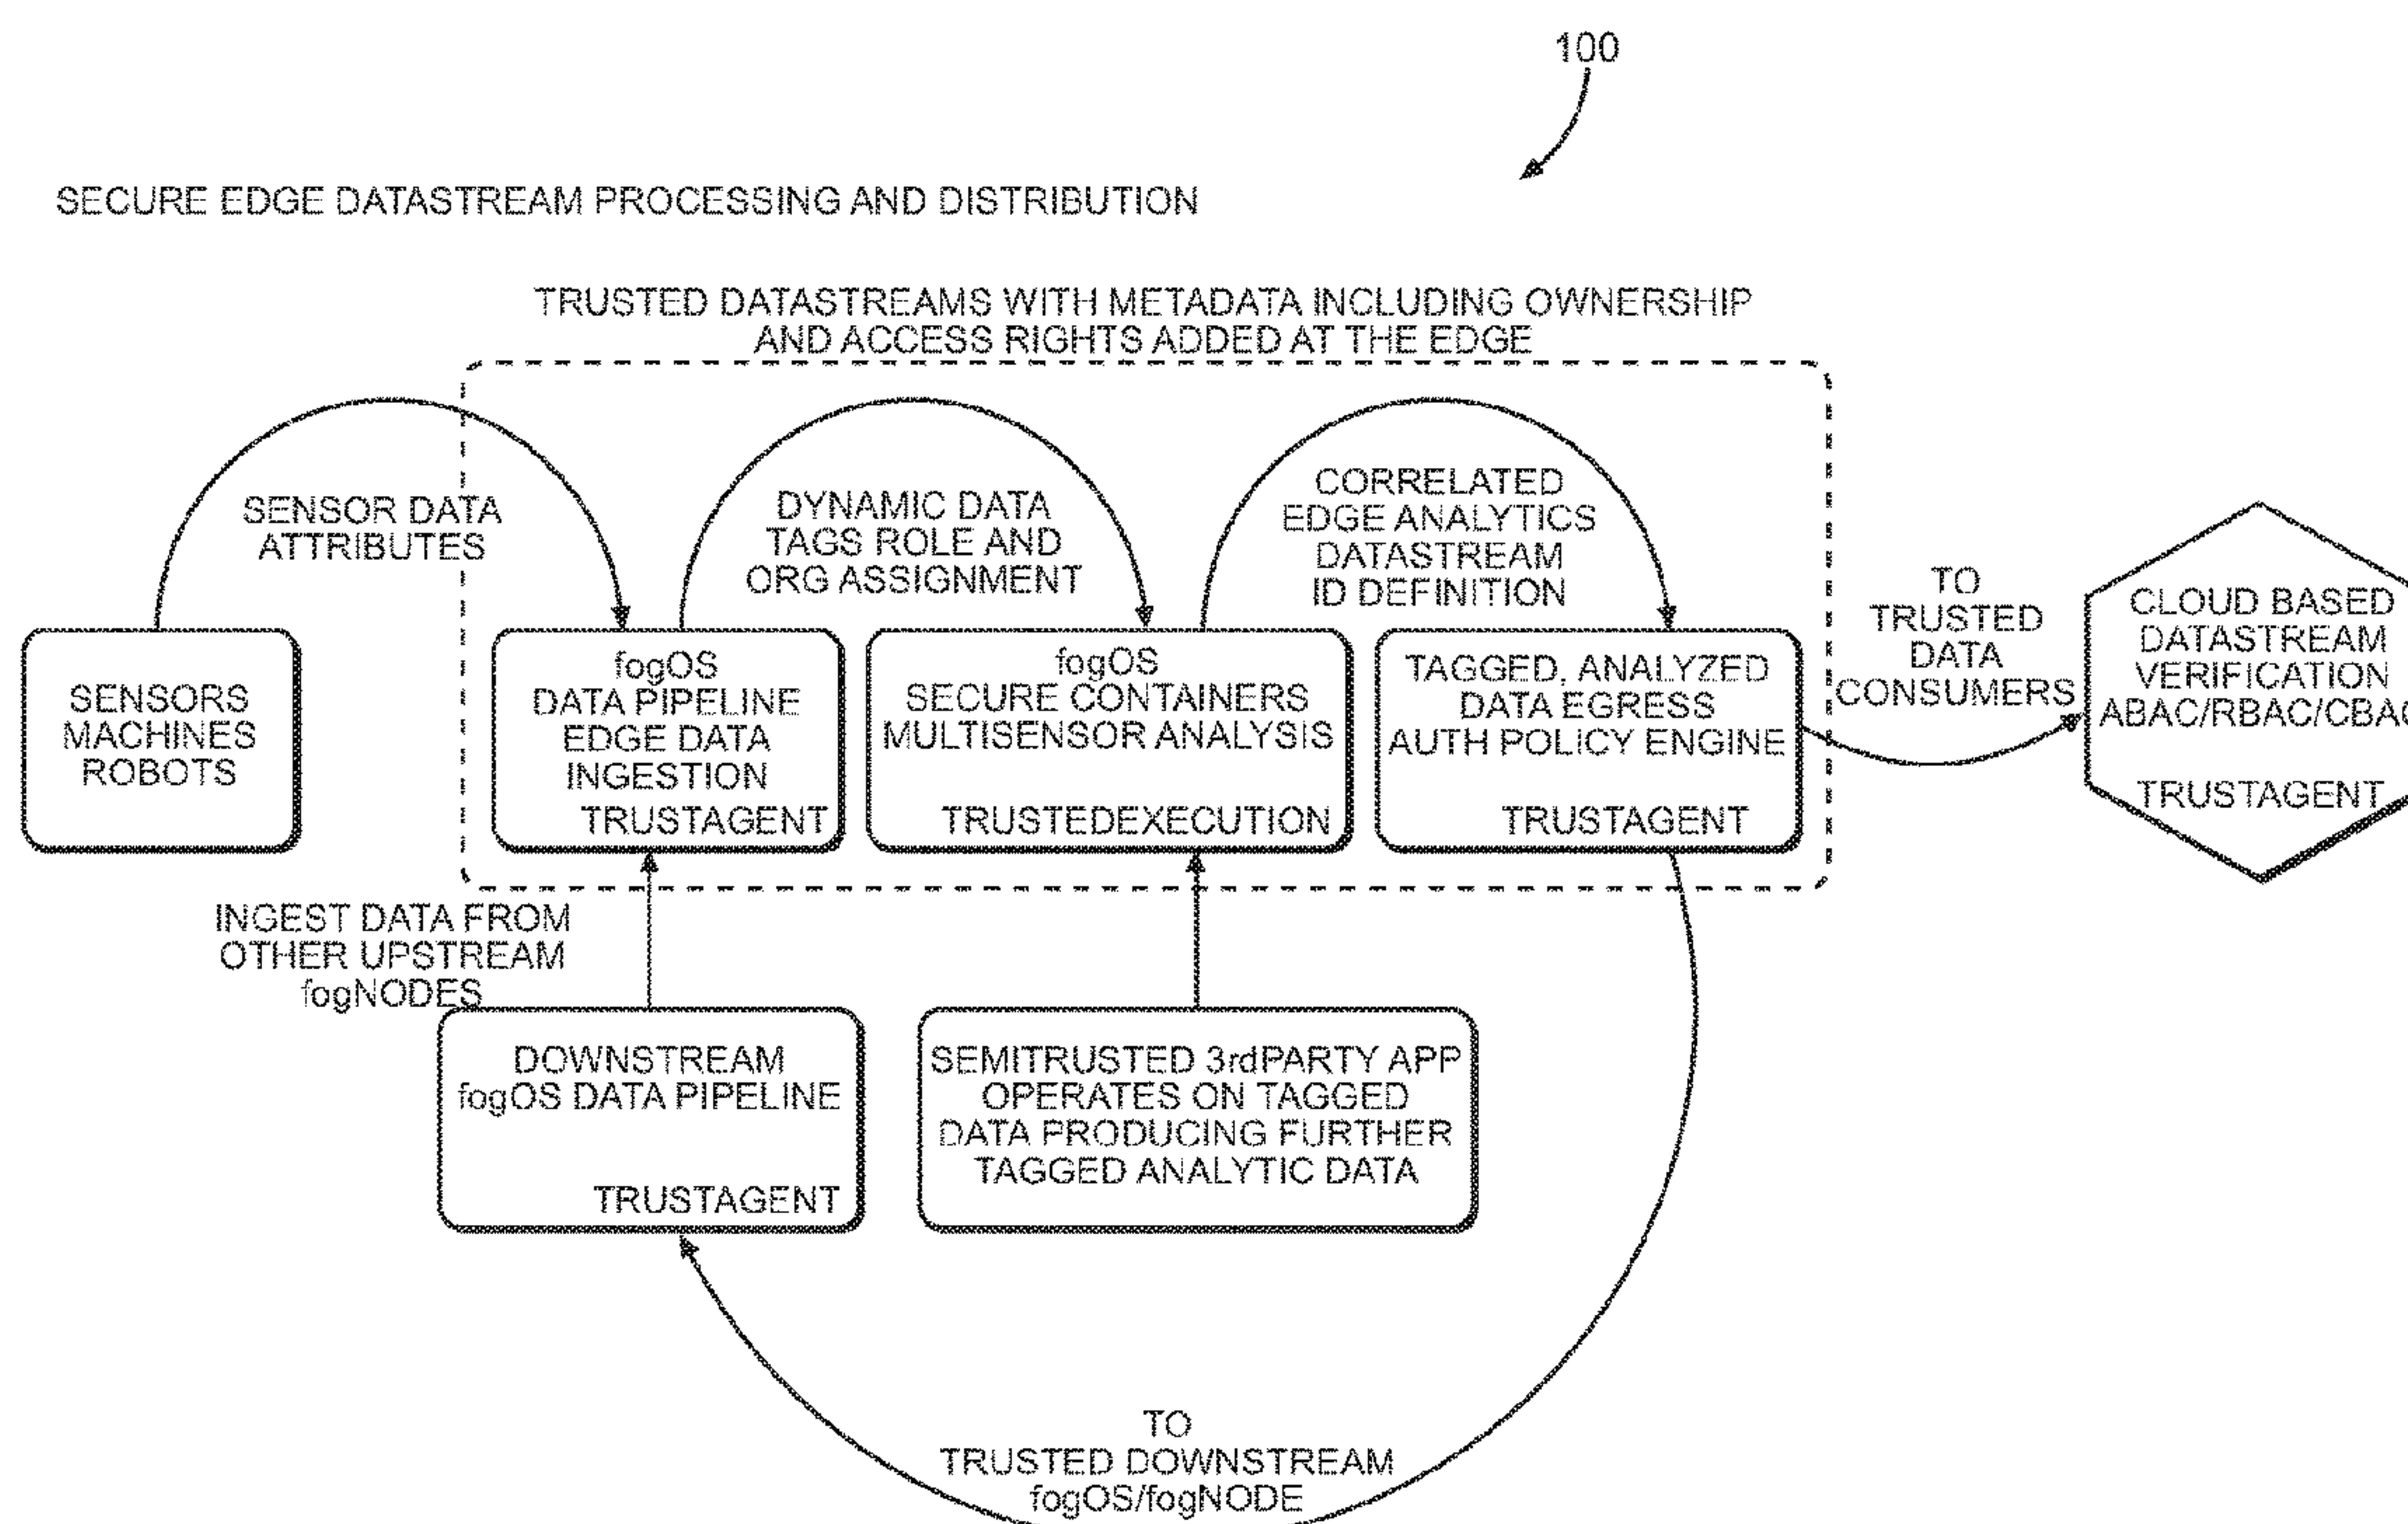 100
SECURE EDGE DATASTREAM PROCESSING AND DISTRIBUTION
TRUSTED DATASTREAMS WITH METADATA INCLUDING OWNERSHIP
AND ACCESS RIGHTS ADDED AT THE EDGE
SENSOR DATA
ATTRIBUTES
DYNAMIC DATA
TAGS ROLE AND
ORG ASSIGNMENT
CORRELATED
EDGE ANALYTICS
DATASTREAM
ID DEFINITION
SENSORS
MACHINES
ROBOTS
fogOS
DATA PIPELINE
EDGE DATA
INGESTION
TRUSTAGENT
fogOS
SECURE CONTAINERS
MULTISENSOR ANALYSIS
TRUSTEDEXECUTION
TAGGED, ANALYZED
DATA EGRESS
AUTH POLICY ENGINE
TRUSTAGENT
TO
TRUSTED
DATA
CONSUMERS
CLOUD BASED
DATASTREAM
VERIFICATION
ABAC/RBAC/CBAC
TRUSTAGENT
INGEST DATA FROM
OTHER UPSTREAM
fogNODES
DOWNSTREAM
fogOS DATA PIPELINE
TRUSTAGENT
SEMITRUSTED 3rdPARTY APP
OPERATES ON TAGGED
DATA PRODUCING FURTHER
TAGGED ANALYTIC DATA
TO
TRUSTED DOWNSTREAM
fogOS/fogNODE